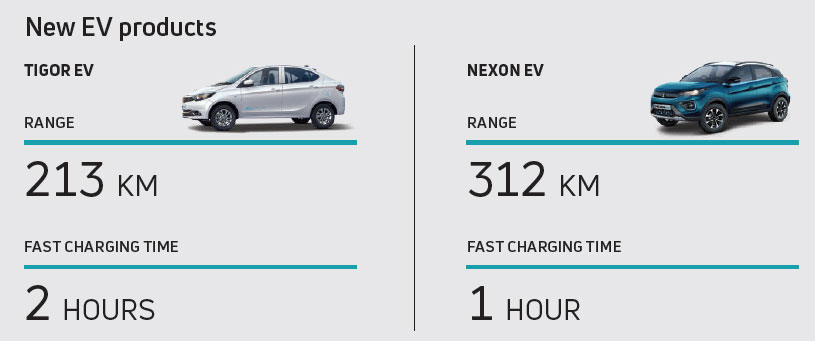 New EV products
TIGOR EV
RANGE
213 KM
FAST CHARGING TIME
2 HOURS
NEXON EV
RANGE
312 KM
FAST CHARGING TIME
1 HOUR